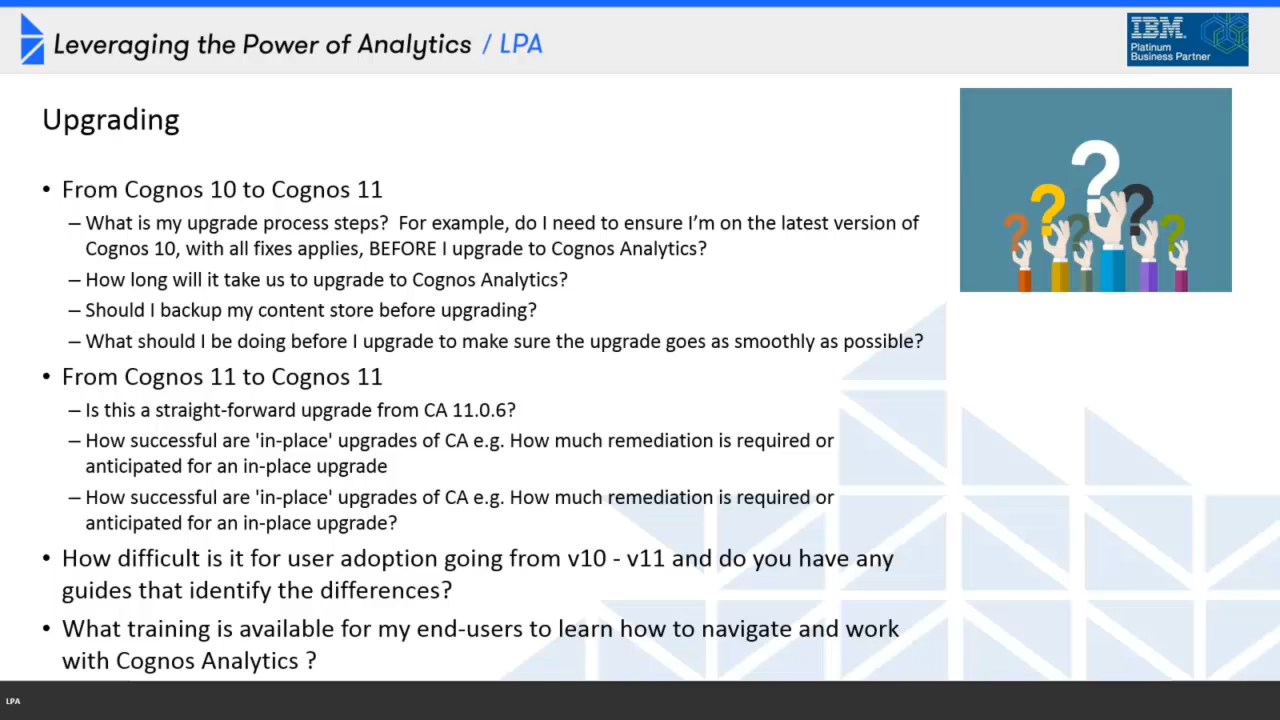 Leveraging the Power of Analytics / LPA
IBM
Platinum
Business Partner
Upgrading
• From Cognos 10 to Cognos 11
– What is my upgrade process steps?  For example, do I need to ensure I'm on the latest version of
Cognos 10, with all fixes applies, BEFORE I upgrade to Cognos Analytics?
– How long will it take us to upgrade to Cognos Analytics?
– Should I backup my content store before upgrading?
– What should I be doing before I upgrade to make sure the upgrade goes as smoothly as possible?
• From Cognos 11 to Cognos 11
– Is this a straight-forward upgrade from CA 11.0.6?
– How successful are 'in-place' upgrades of CA e.g. How much remediation is required or
anticipated for an in-place upgrade
– How successful are 'in-place' upgrades of CA e.g. How much remediation is required or
anticipated for an in-place upgrade?
• How difficult is it for user adoption going from v10 - v11 and do you have any
guides that identify the differences?
• What training is available for my end-users to learn how to navigate and work
with Cognos Analytics ?
? ? ? ? ? ?
LPA